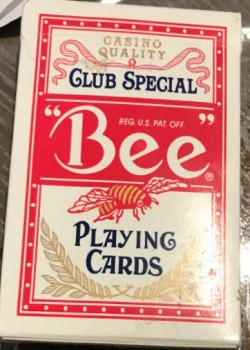 CASINO
QUALITY
CLUB SPECIAL
REG. U.S. PAT. OFF.
"Bee"®
PLAYING
CARDS